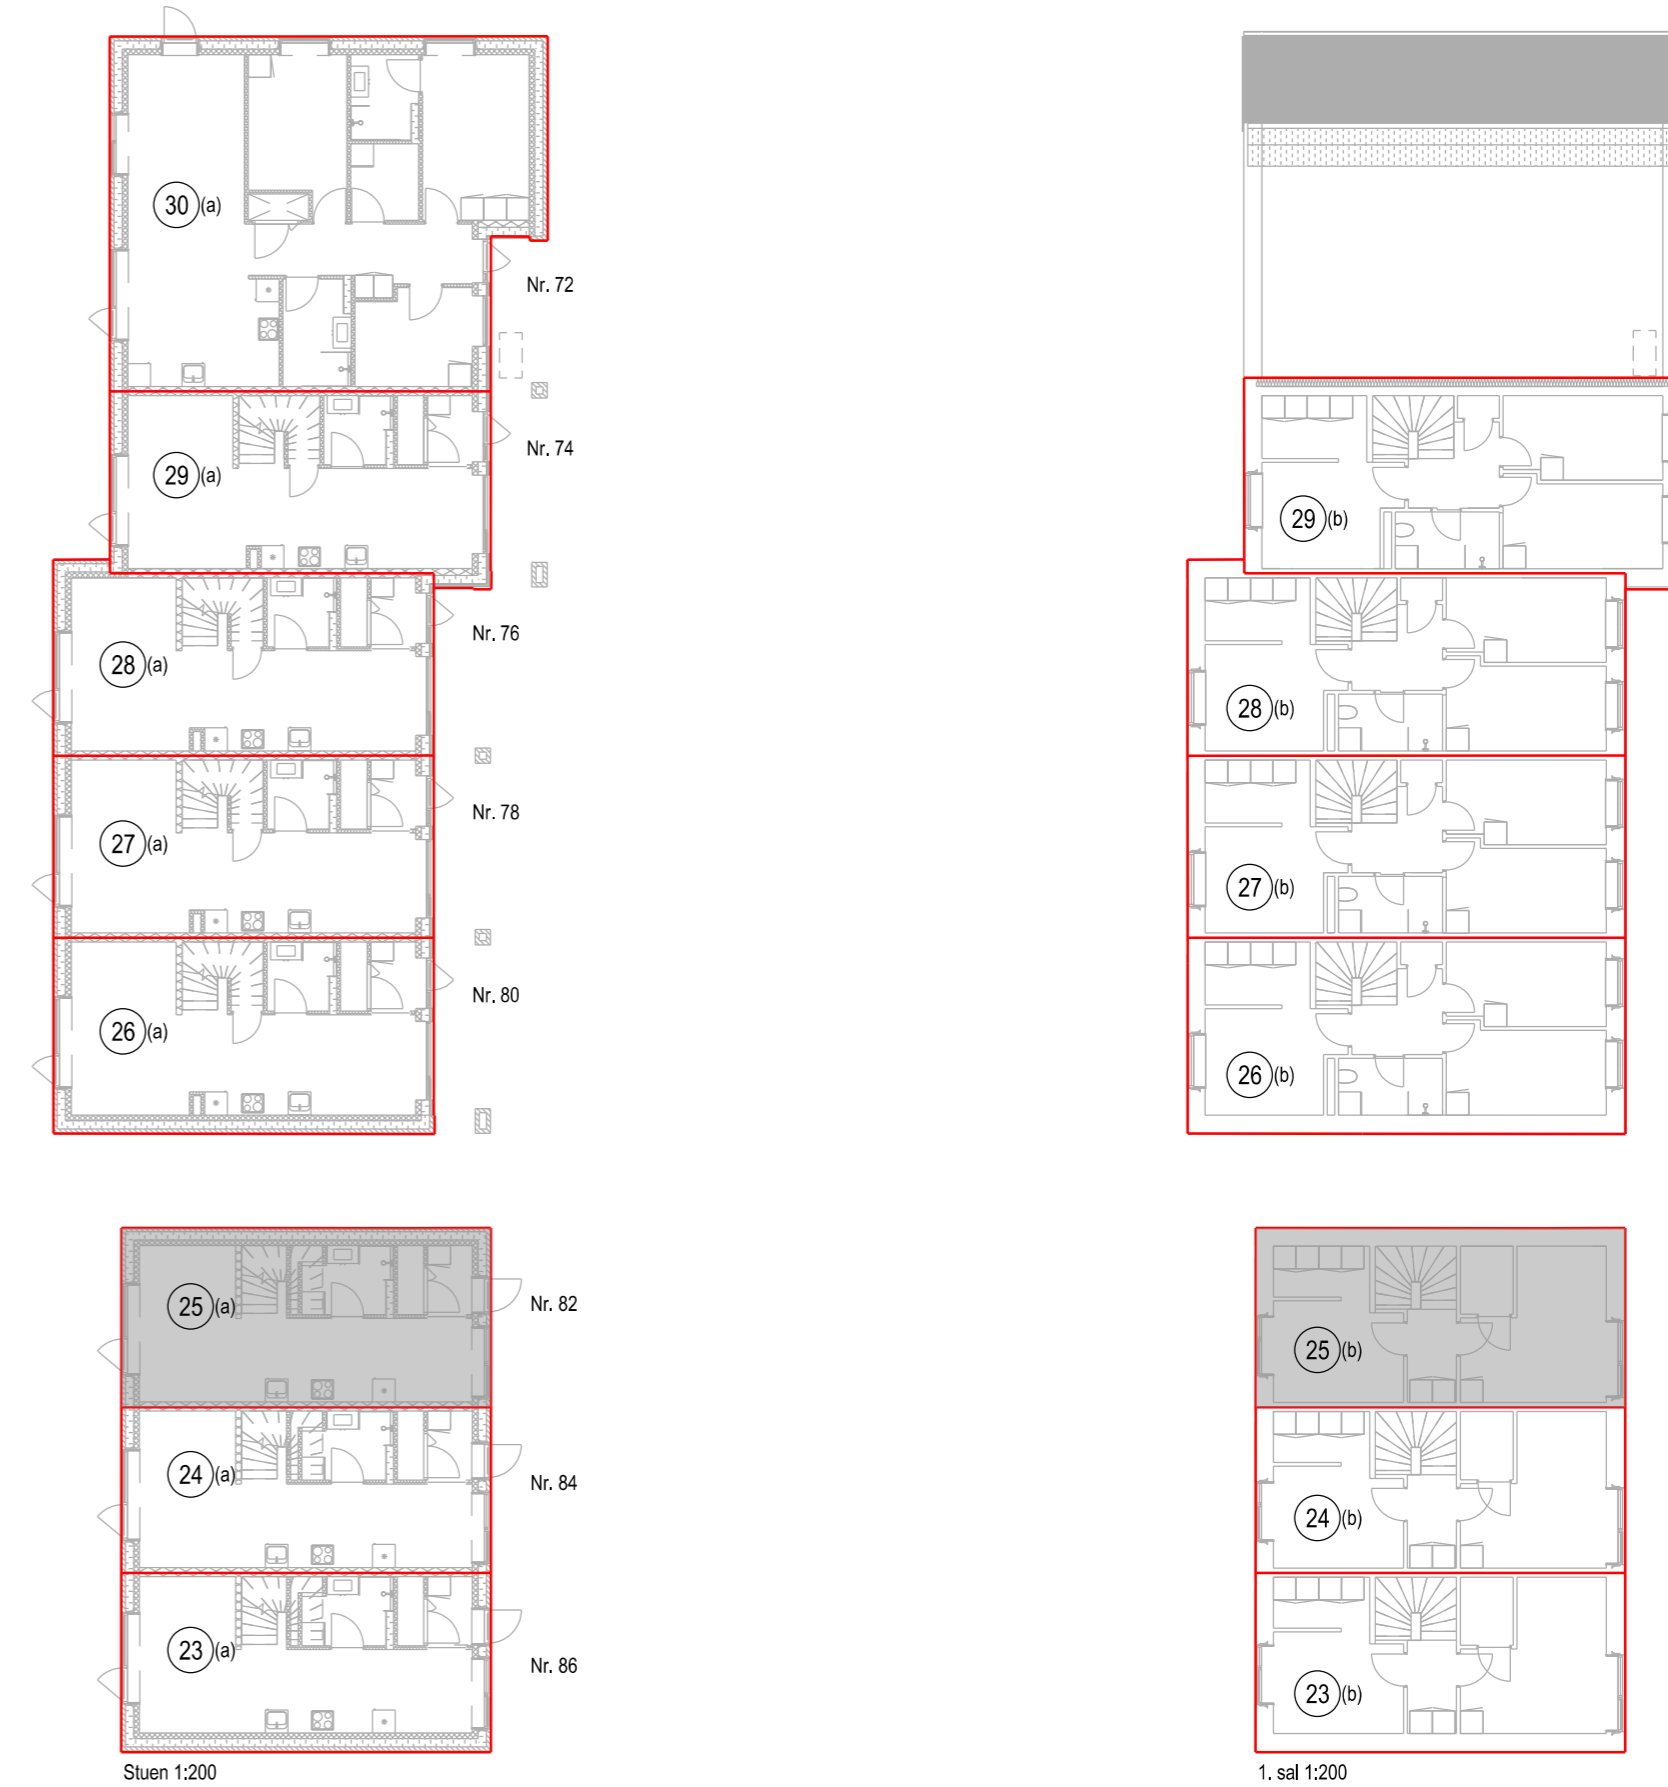 30 (a)
Nr. 72
Nr. 74
29 (a)
29 (b)
Nr. 76
28 (a)
28 (b)
Nr. 78
27 (a)
27 (b)
Nr. 80
26 (a)
26 (b)
Nr. 82
25 (a)
25 (b)
24 (a)
Nr. 84
24 (b)
23 (a)
Nr. 86
23 (b)
Stuen 1:200
1. sal 1:200